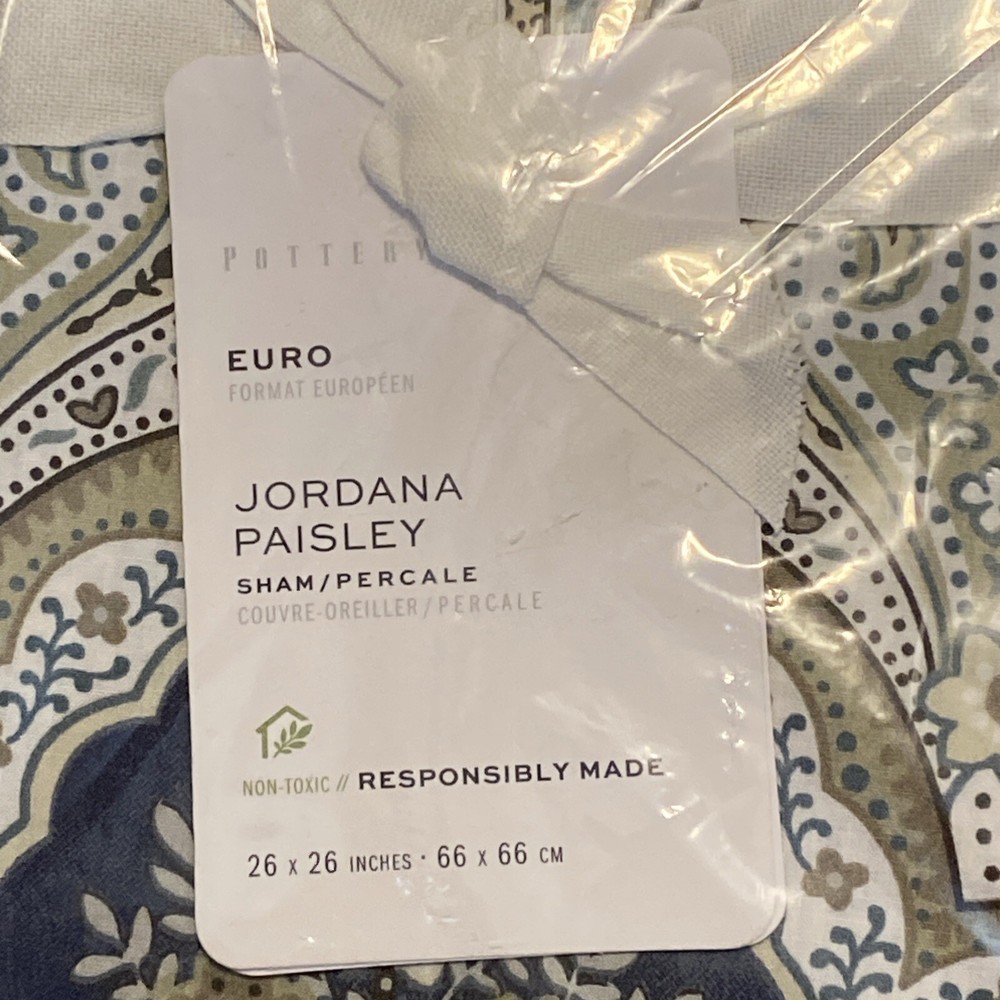 POTTERY
EURO
FORMAT EUROPÉEN
JORDANA
PAISLEY
SHAM/PERCALE
COUVRE-OREILLER/PERCALE
NON-TOXIC // RESPONSIBLY MADE
26 x 26 INCHES · 66 x 66 CM